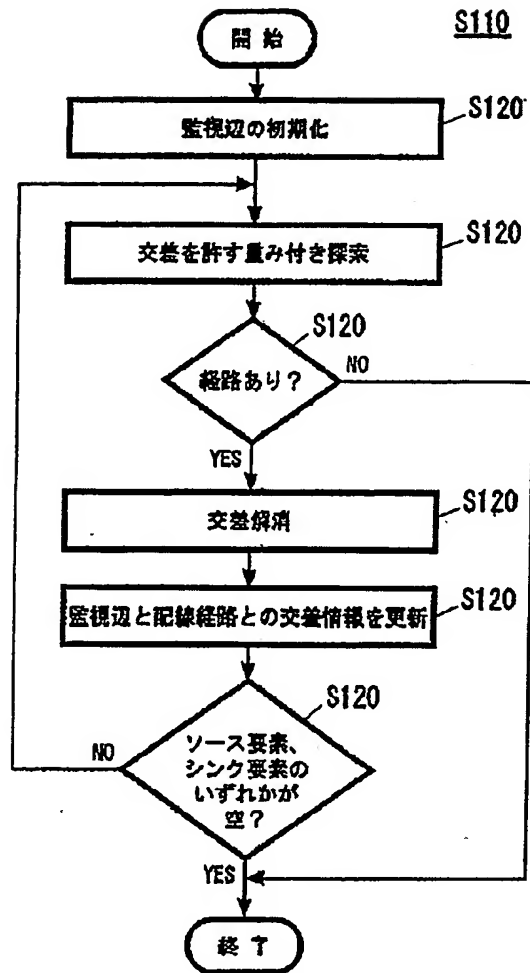 S110
開始
S120
監視辺の初期化
S120
交差を許す重み付き探索
S120
経路あり？
NO
YES
S120
交差解消
S120
監視辺と配線経路との交差情報を更新
S120
ソース要素、
シンク要素の
いずれかが
空？
NO
YES
終了